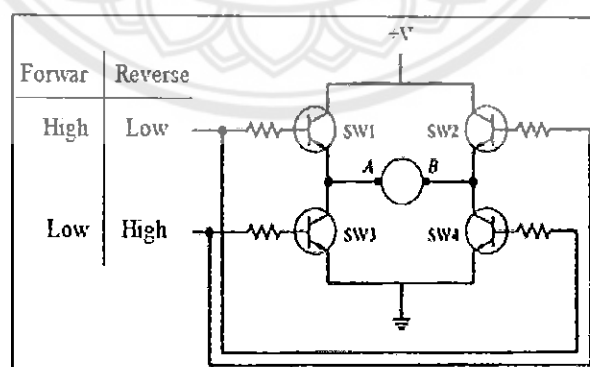 +V
Forwar Reverse
High Low
SW1 SW2
A B
Low High
SW3 SW4